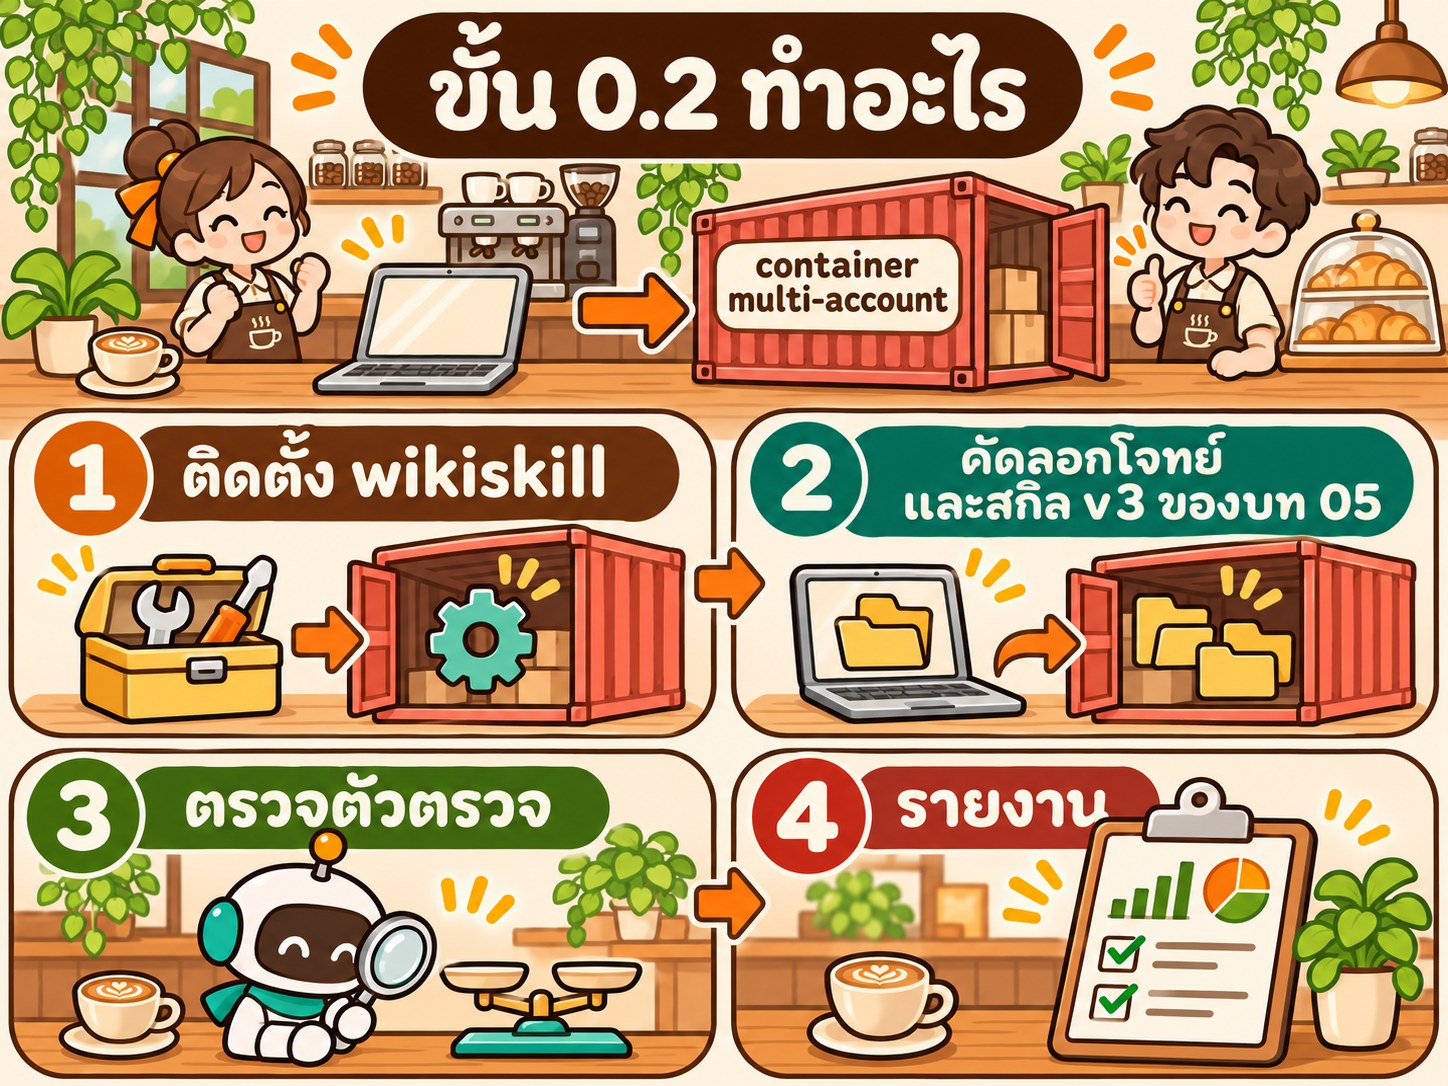 ขั้น 0.2 ทำอะไร
container
multi-account
1 ติดตั้ง wikiskill
2 คัดลอกโจทย์
และสกิล v3 ของบท 05
3 ตรวจตัวตรวจ
4 รายงาน